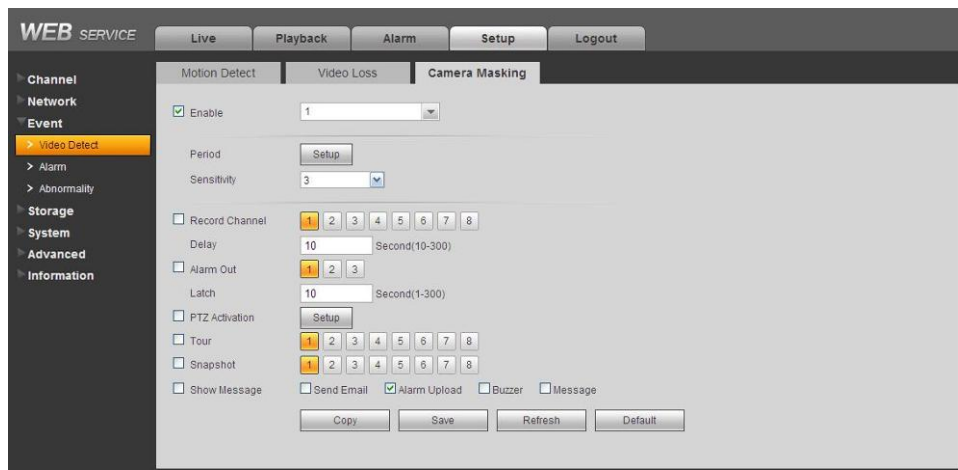 WEB SERVICE
Live Playback Alarm Setup Logout
Motion Detect Video Loss Camera Masking
Channel
Network
Event
> Video Detect
> Alarm
> Abnormality
Storage
System
Advanced
Information
Enable 1
Period Setup
Sensitivity 3
Record Channel 1 2 3 4 5 6 7 8
Delay 10 Second(10-300)
Alarm Out 1 2 3
Latch 10 Second(1-300)
PTZ Activation Setup
Tour 1 2 3 4 5 6 7 8
Snapshot 1 2 3 4 5 6 7 8
Show Message Send Email Alarm Upload Buzzer Message
Copy Save Refresh Default